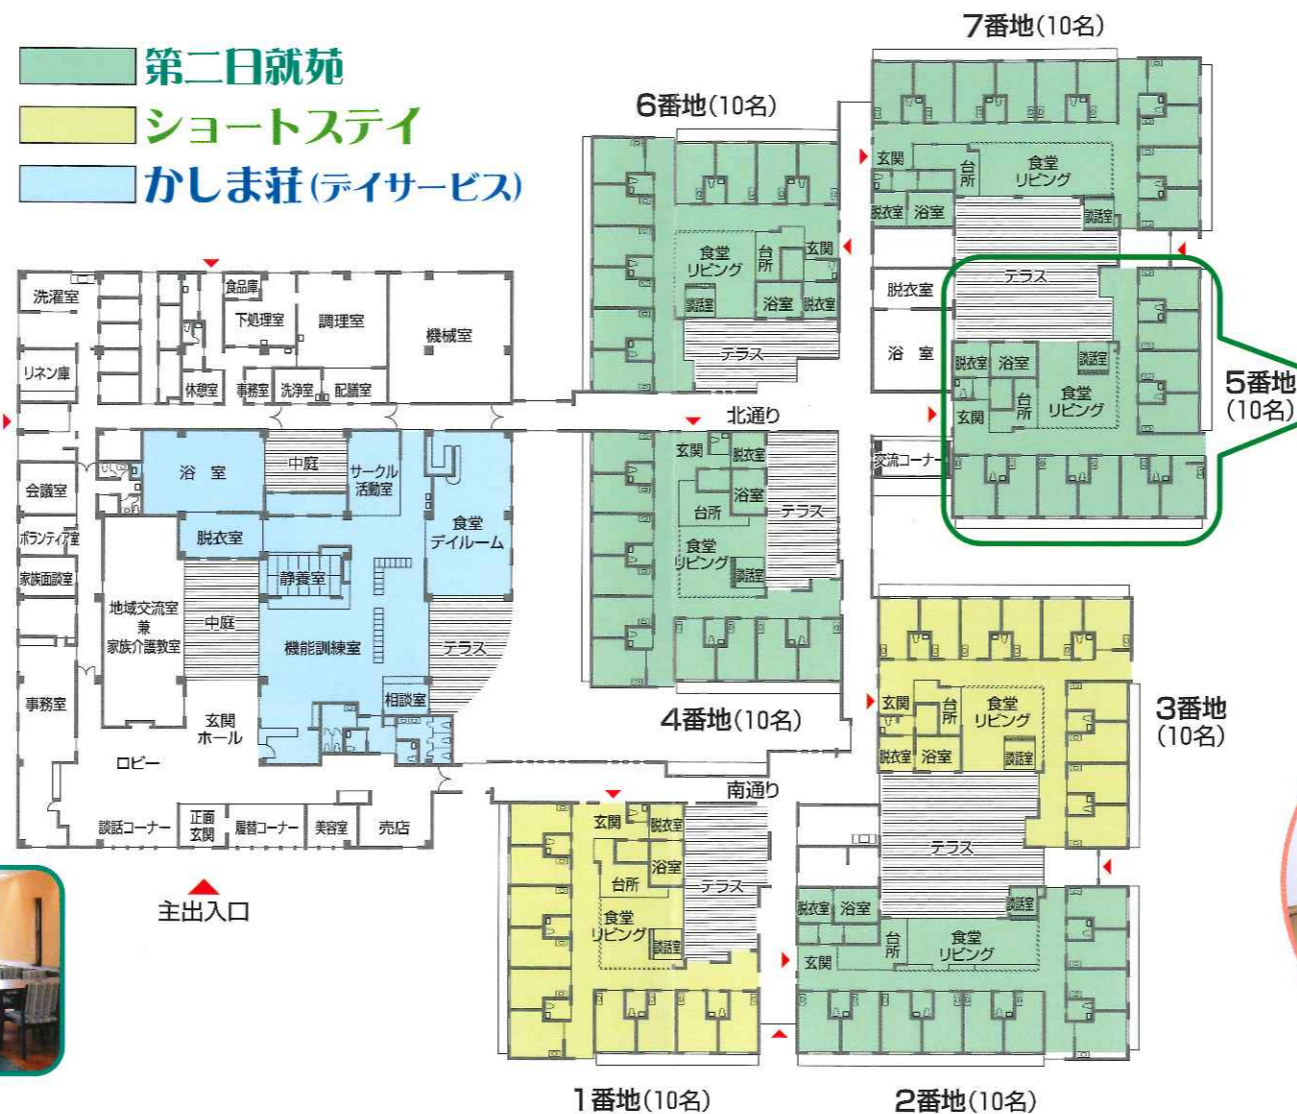 第二日就苑
ショートステイ
かしま荘(デイサービス)
7番地(10名)
玄関
台所
食堂
リビング
脱衣室
浴室
談話室
テラス
6番地(10名)
食堂
リビング
台所
玄関
談話室
浴室
脱衣室
テラス
脱衣室
浴室
5番地
(10名)
脱衣室
浴室
談話室
玄関
台所
食堂
リビング
交流コーナー
洗濯室
食品庫
下処理室
調理室
機械室
リネン庫
休憩室
事務室
洗浄室
配膳室
北通り
浴室
中庭
サークル
活動室
食堂
デイルーム
会議室
ボランティア室
家族面談室
脱衣室
静養室
地域交流室
兼
家族介護教室
中庭
機能訓練室
テラス
相談室
事務室
玄関
ホール
ロビー
談話コーナー
正面
玄関
履替コーナー
美容室
売店
主出入口
玄関
脱衣室
浴室
台所
食堂
リビング
談話室
テラス
4番地(10名)
玄関
台所
食堂
リビング
脱衣室
浴室
談話室
3番地
(10名)
南通り
テラス
玄関
脱衣室
浴室
台所
食堂
リビング
談話室
テラス
1番地(10名)
脱衣室
浴室
談話室
玄関
台所
食堂
リビング
2番地(10名)